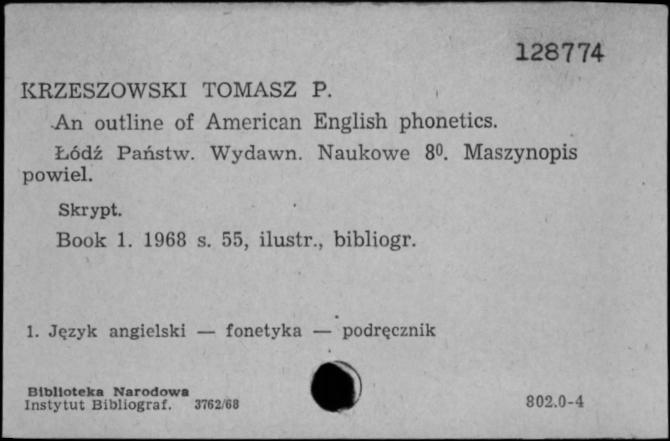 128774
KRZESZOWSKI TOMASZ P.
An outline of American English phonetics.
Łódź Państw. Wydawn. Naukowe 8⁰. Maszynopis
powiel.
Skrypt.
Book 1. 1968 s. 55, ilustr., bibliogr.
1. Język angielski — fonetyka — podręcznik
Biblioteka Narodowa
Instytut Bibliograf. 3762/68
802.0-4